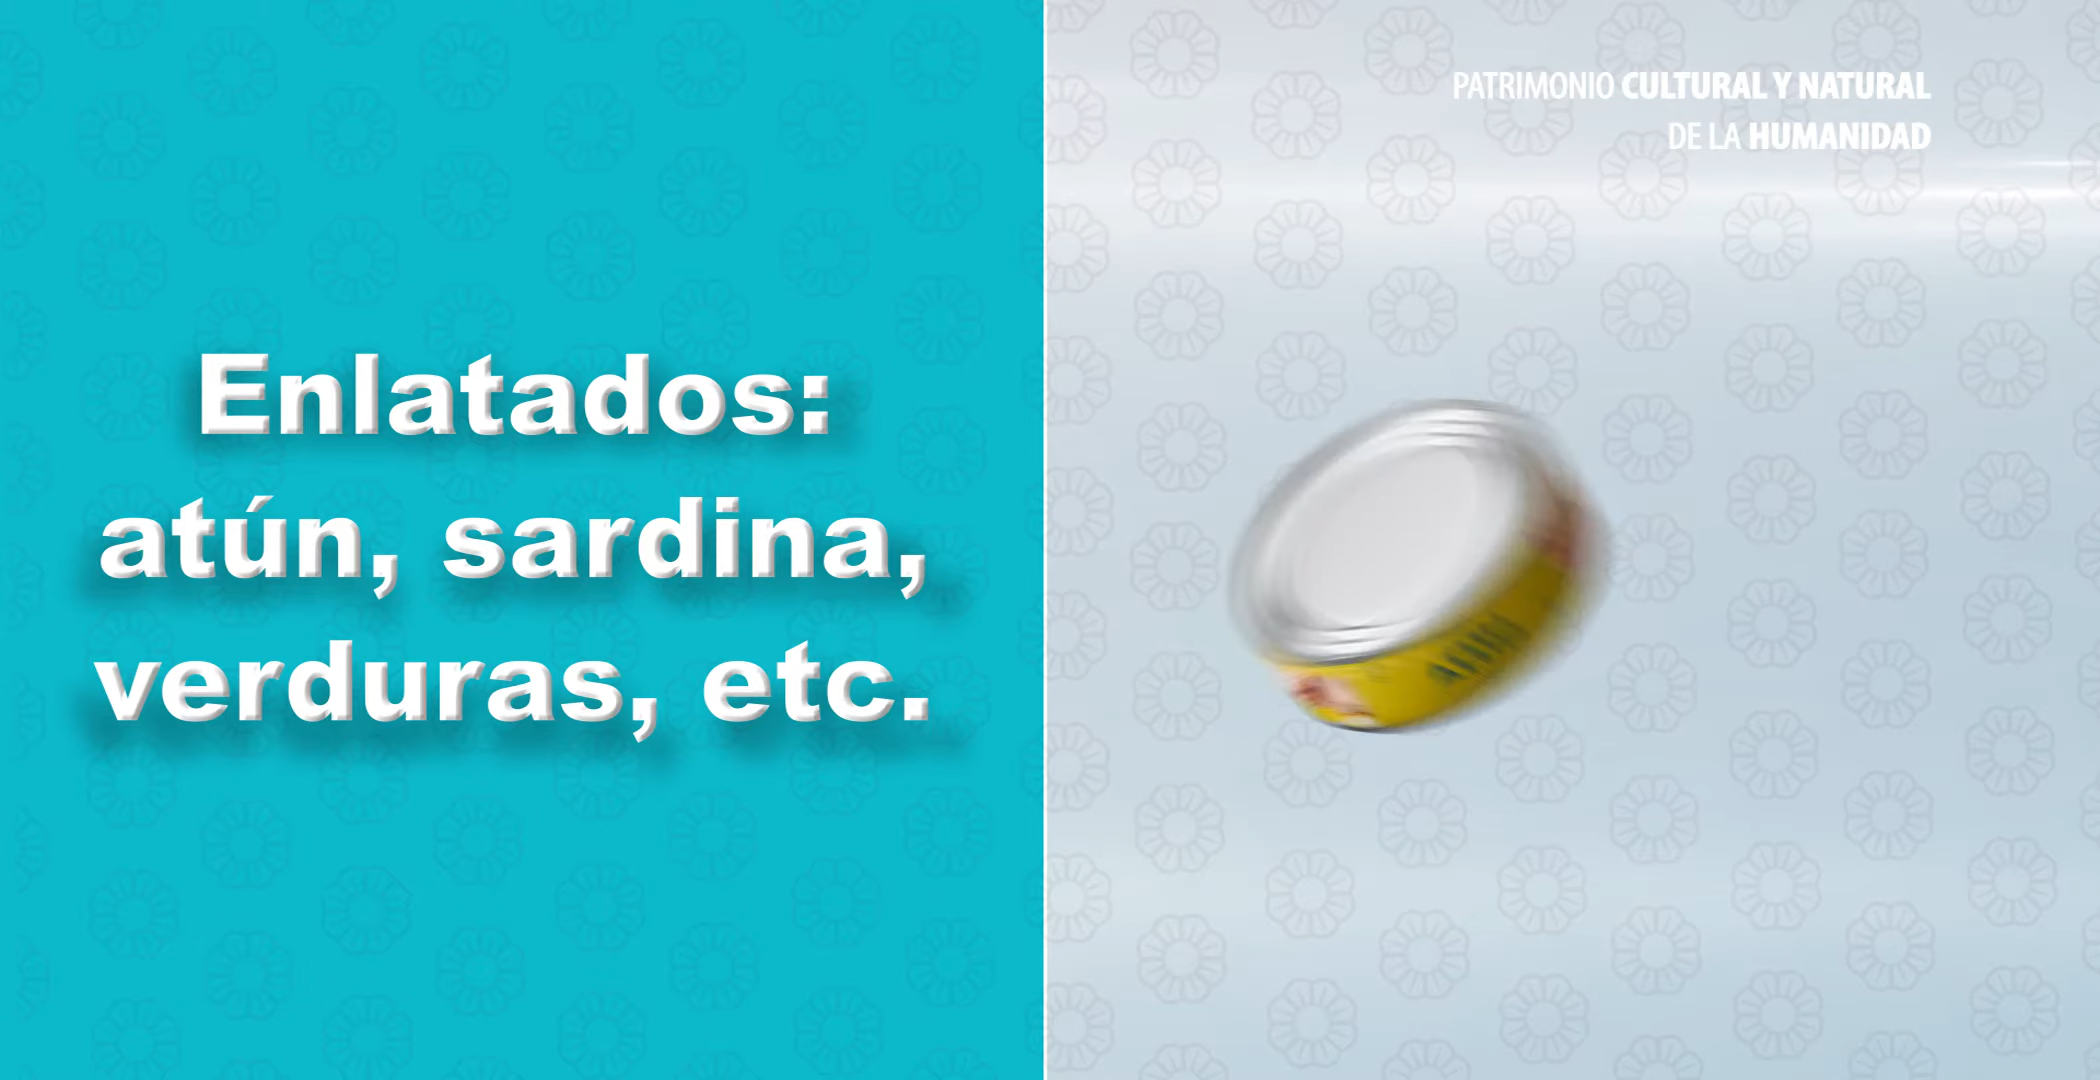 Enlatados:
atún, sardina,
verduras, etc.
PATRIMONIO CULTURAL Y NATURAL
DE LA HUMANIDAD